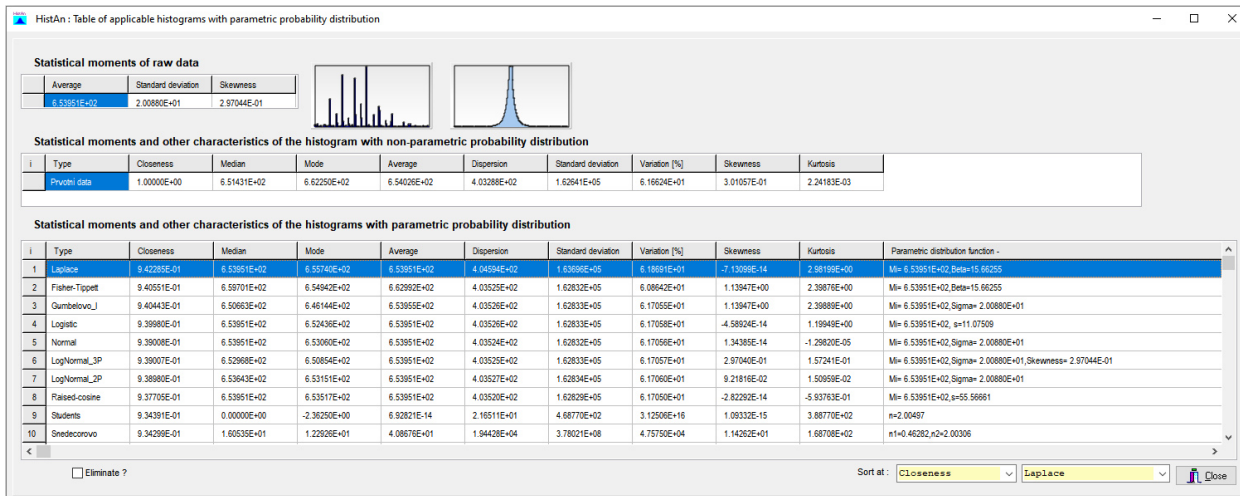 HistAn : Table of applicable histograms with parametric probability distribution
Statistical moments of raw data
Average Standard deviation Skewness
6.53951E+02 2.00880E+01 2.97044E-01
Statistical moments and other characteristics of the histogram with non-parametric probability distribution
i Type Closeness Median Mode Average Dispersion Standard deviation Variation [%] Skewness Kurtosis
Prvotní data 1.00000E+00 6.51431E+02 6.62250E+02 6.54026E+02 4.03288E+02 1.62641E+05 6.16624E+01 3.01057E-01 2.24183E-03
Statistical moments and other characteristics of the histograms with parametric probability distribution
i Type Closeness Median Mode Average Dispersion Standard deviation Variation [%] Skewness Kurtosis Parametric distribution function -
1 Laplace 9.42285E-01 6.53951E+02 6.55740E+02 6.53951E+02 4.04594E+02 1.63696E+05 6.18691E+01 -7.13099E-14 2.98199E+00 Mi= 6.53951E+02,Beta=15.66255
2 Fisher-Tippett 9.40551E-01 6.59701E+02 6.54942E+02 6.62992E+02 4.03525E+02 1.62832E+05 6.08642E+01 1.13947E+00 2.39876E+00 Mi= 6.53951E+02,Beta=15.66255
3 Gumbelovo_I 9.40443E-01 6.50663E+02 6.46144E+02 6.53955E+02 4.03526E+02 1.62833E+05 6.17055E+01 1.13947E+00 2.39889E+00 Mi= 6.53951E+02,Sigma= 2.00880E+01
4 Logistic 9.39980E-01 6.53951E+02 6.52436E+02 6.53951E+02 4.03526E+02 1.62833E+05 6.17058E+01 -4.58924E-14 1.19949E+00 Mi= 6.53951E+02, s=11.07509
5 Normal 9.39008E-01 6.53951E+02 6.53060E+02 6.53951E+02 4.03524E+02 1.62832E+05 6.17056E+01 1.34385E-14 -1.29820E-05 Mi= 6.53951E+02,Sigma= 2.00880E+01
6 LogNormal_3P 9.39007E-01 6.52968E+02 6.50854E+02 6.53951E+02 4.03525E+02 1.62833E+05 6.17057E+01 2.97040E-01 1.57241E-01 Mi= 6.53951E+02,Sigma= 2.00880E+01,Skewness= 2.97044E-01
7 LogNormal_2P 9.38980E-01 6.53643E+02 6.53151E+02 6.53951E+02 4.03527E+02 1.62834E+05 6.17060E+01 9.21816E-02 1.50959E-02 Mi= 6.53951E+02,Sigma= 2.00880E+01
8 Raised-cosine 9.37705E-01 6.53951E+02 6.53517E+02 6.53951E+02 4.03520E+02 1.62829E+05 6.17050E+01 -2.82292E-14 -5.93763E-01 Mi= 6.53951E+02,s=55.56661
9 Students 9.34391E-01 0.00000E+00 -2.36250E+00 6.92821E-14 2.16511E+01 4.68770E+02 3.12506E+16 1.09332E-15 3.88770E+02 n=2.00497
10 Snedecorovo 9.34299E-01 1.60535E+01 1.22926E+01 4.08676E+01 1.94428E+04 3.78021E+08 4.75750E+04 1.14262E+01 1.68708E+02 n1=0.46282,n2=2.00306
Eliminate ? Sort at : Closeness Laplace Close